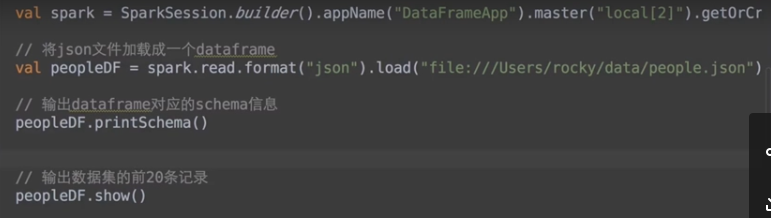 val spark = SparkSession.builder().appName("DataFrameApp").master("local[2]").getOrCr
// 将json文件加载成一个dataframe
val peopleDF = spark.read.format("json").load("file:///Users/rocky/data/people.json")
// 输出dataframe对应的schema信息
peopleDF.printSchema()
// 输出数据集的前20条记录
peopleDF.show()